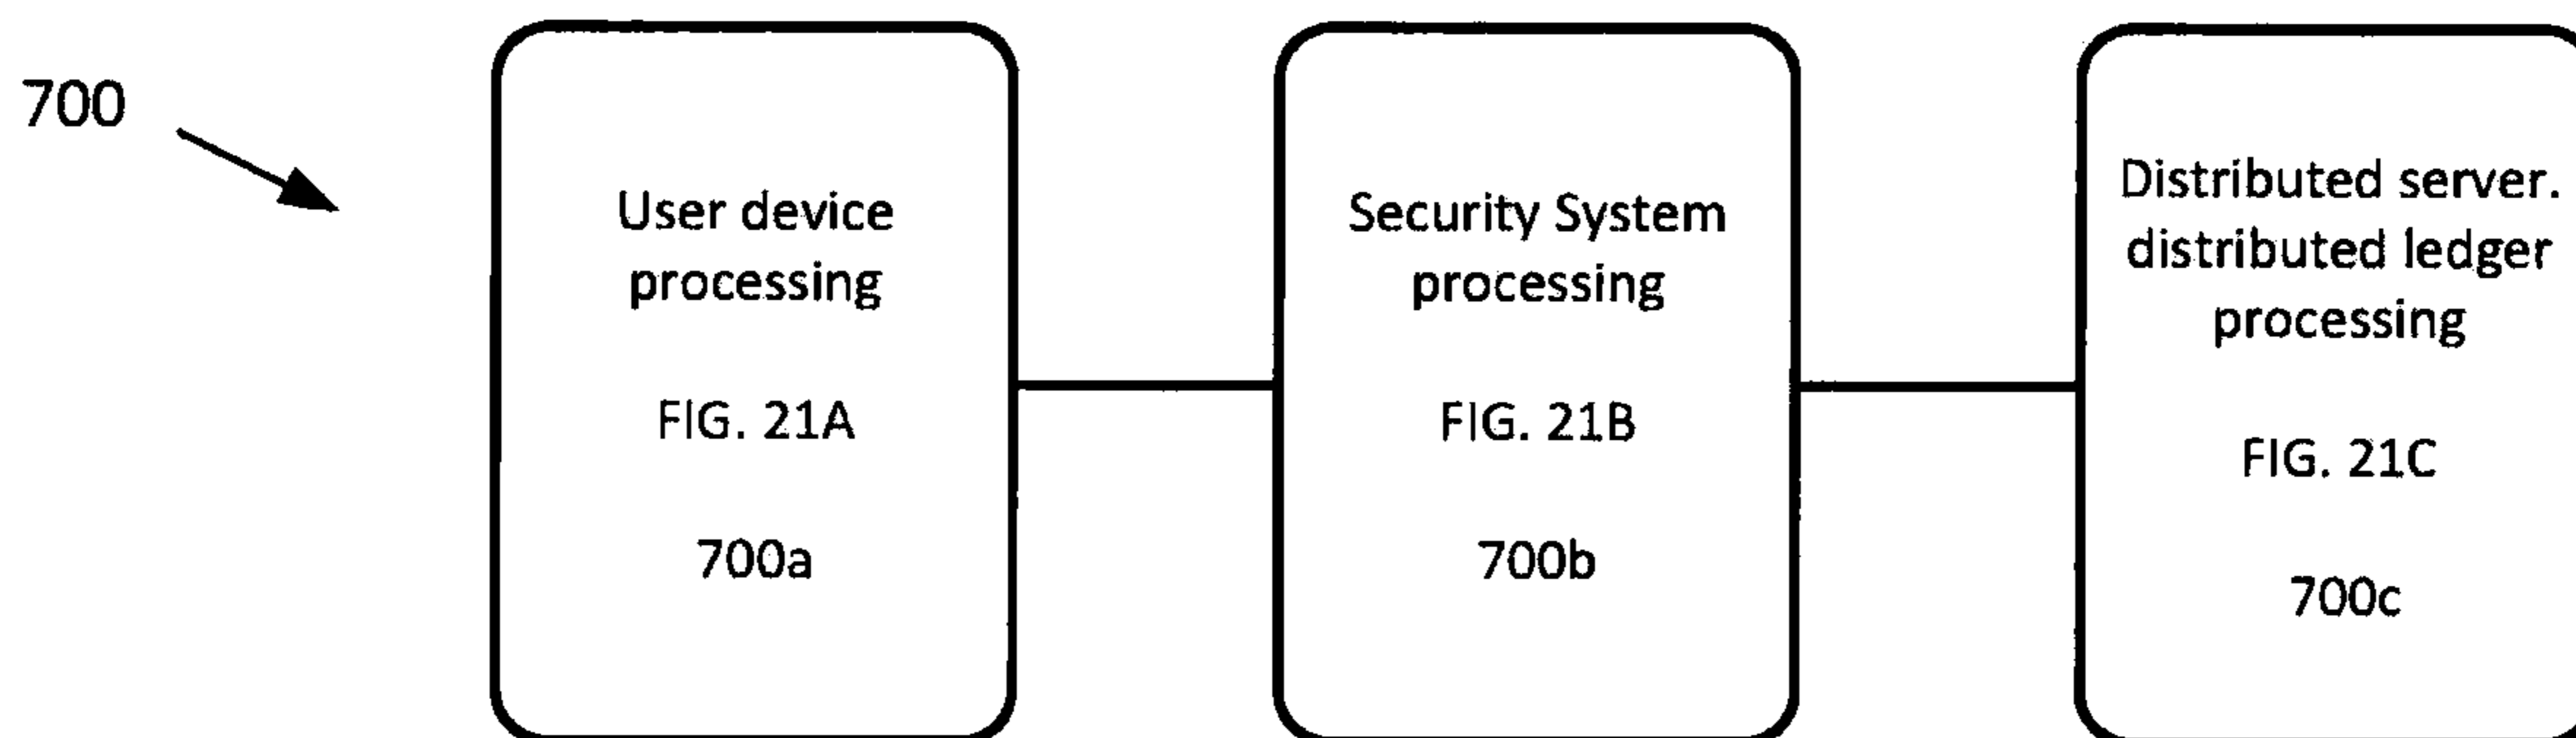 700
User device
processing
FIG. 21A
700a
Security System
processing
FIG. 21B
700b
Distributed server.
distributed ledger
processing
FIG. 21C
700c